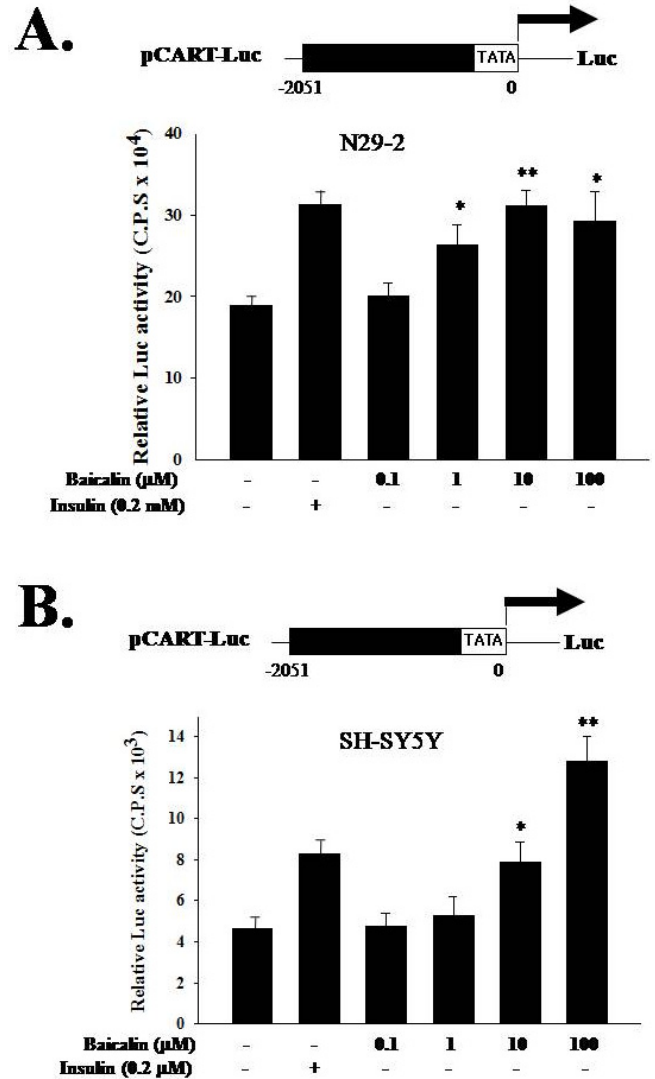 A.
pCART-Luc
TATA
Luc
-2051
0
N29-2
Relative Luc activity (C.P.S x 10⁴)
40
30
20
10
0
* ** *
Baicalin (μM) - - 0.1 1 10 100
Insulin (0.2 mM) - + - - - -
B.
pCART-Luc
TATA
Luc
-2051
0
SH-SY5Y
Relative Luc activity (C.P.S x 10³)
14
12
10
8
6
4
2
0
* **
Baicalin (μM) - - 0.1 1 10 100
Insulin (0.2 μM) - + - - - -